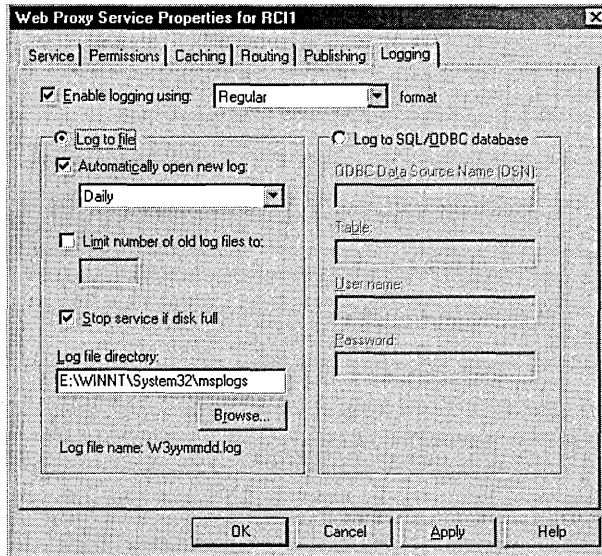 Web Proxy Service Properties for RCI1
Service Permissions Caching Routing Publishing Logging
Enable logging using: Regular format
Log to file
Automatically open new log:
Daily
Limit number of old log files to:
Stop service if disk full
Log file directory:
E:\WINNT\System32\msplogs
Browse...
Log file name: W3yymmdd.log
Log to SQL/ODBC database
ODBC Data Source Name (DSN):
Table:
User name:
Password:
OK Cancel Apply Help